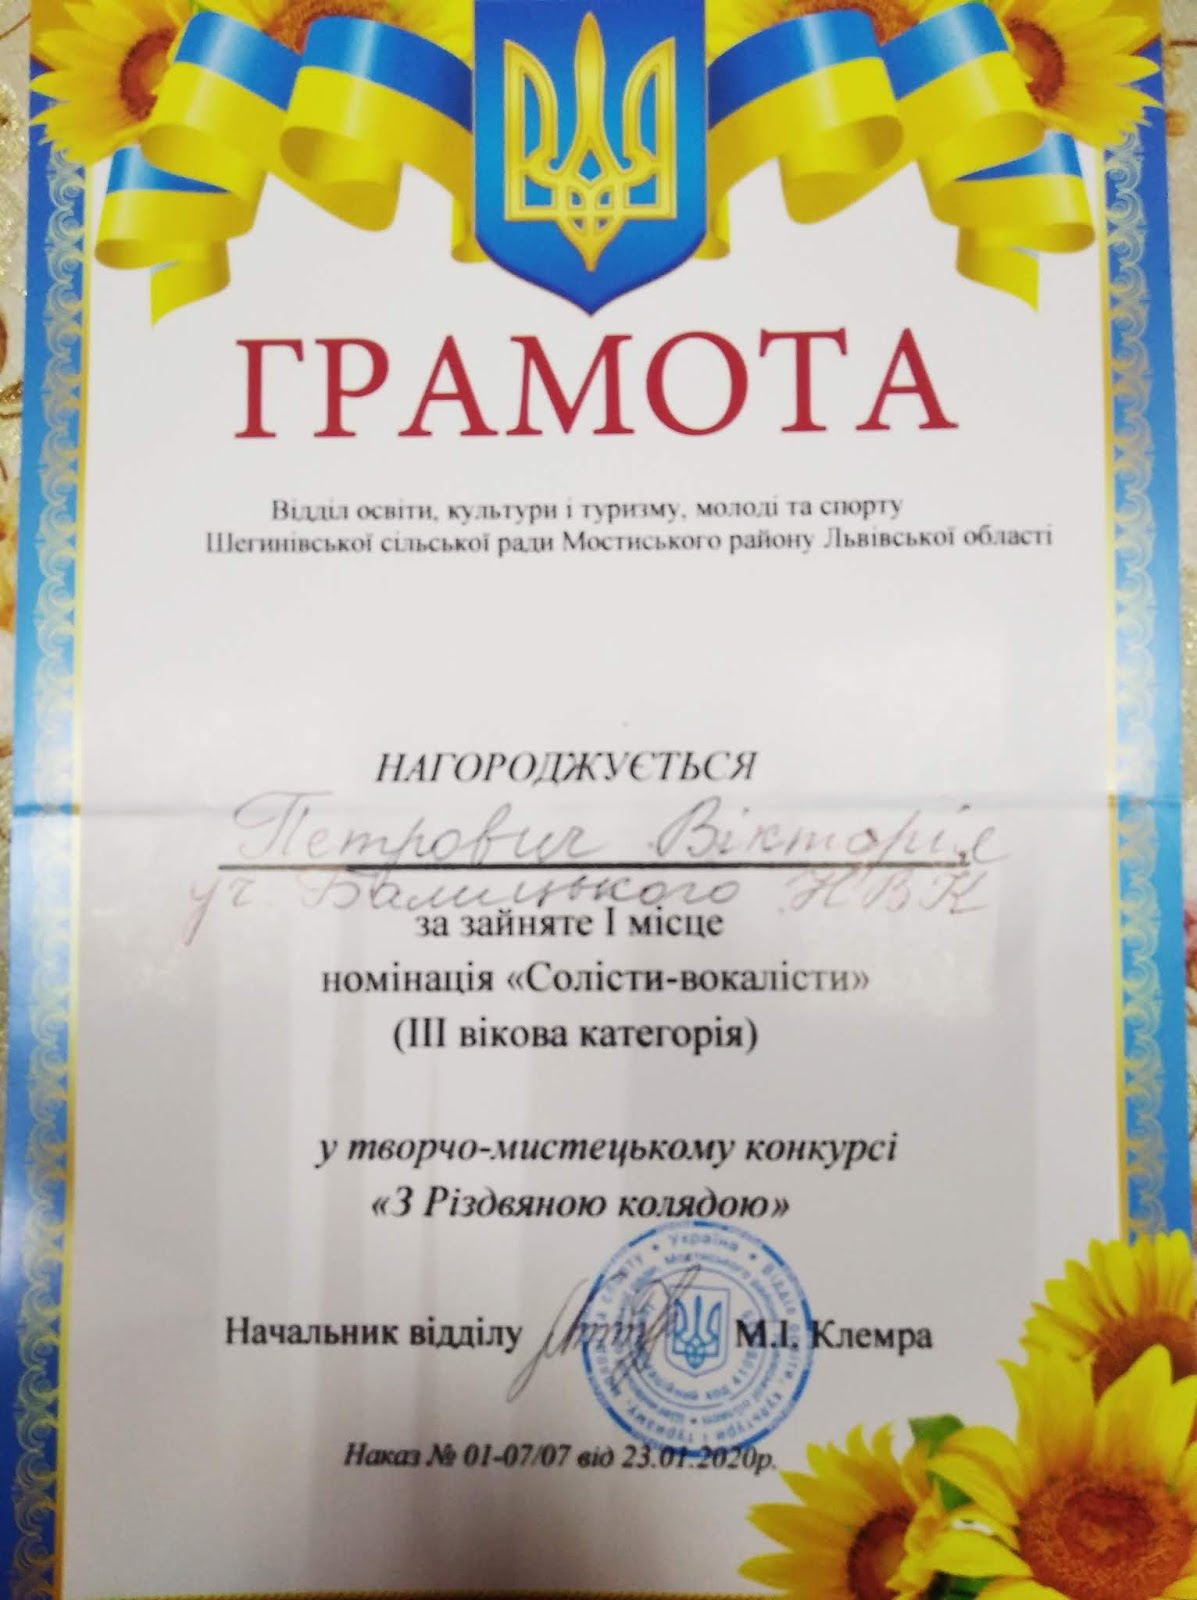 ГРАМОТА
Відділ освіти, культури і туризму, молоді та спорту
Шегинівської сільської ради Мостиського району Львівської області
НАГОРОДЖУЄТЬСЯ
Петрович Вікторія
уч. Балицького НВК
за зайняте І місце
номінація «Солісти-вокалісти»
(ІІІ вікова категорія)
у творчо-мистецькому конкурсі
«З Різдвяною колядою»
Україна
Начальник відділу М.І. Клемра
Наказ № 01-07/07 від 23.01.2020р.